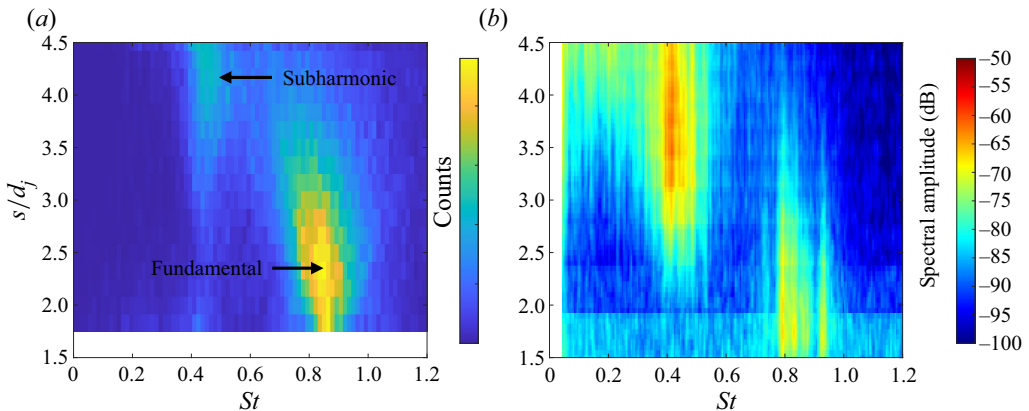 (a)
4.5
4.0
3.5
3.0
2.5
2.0
1.5
s/d_j
0 0.2 0.4 0.6 0.8 1.0 1.2
St
Subharmonic
Fundamental
Counts
(b)
4.5
4.0
3.5
3.0
2.5
2.0
1.5
0 0.2 0.4 0.6 0.8 1.0 1.2
St
Spectral amplitude (dB)
–50
–55
–60
–65
–70
–75
–80
–85
–90
–95
–100